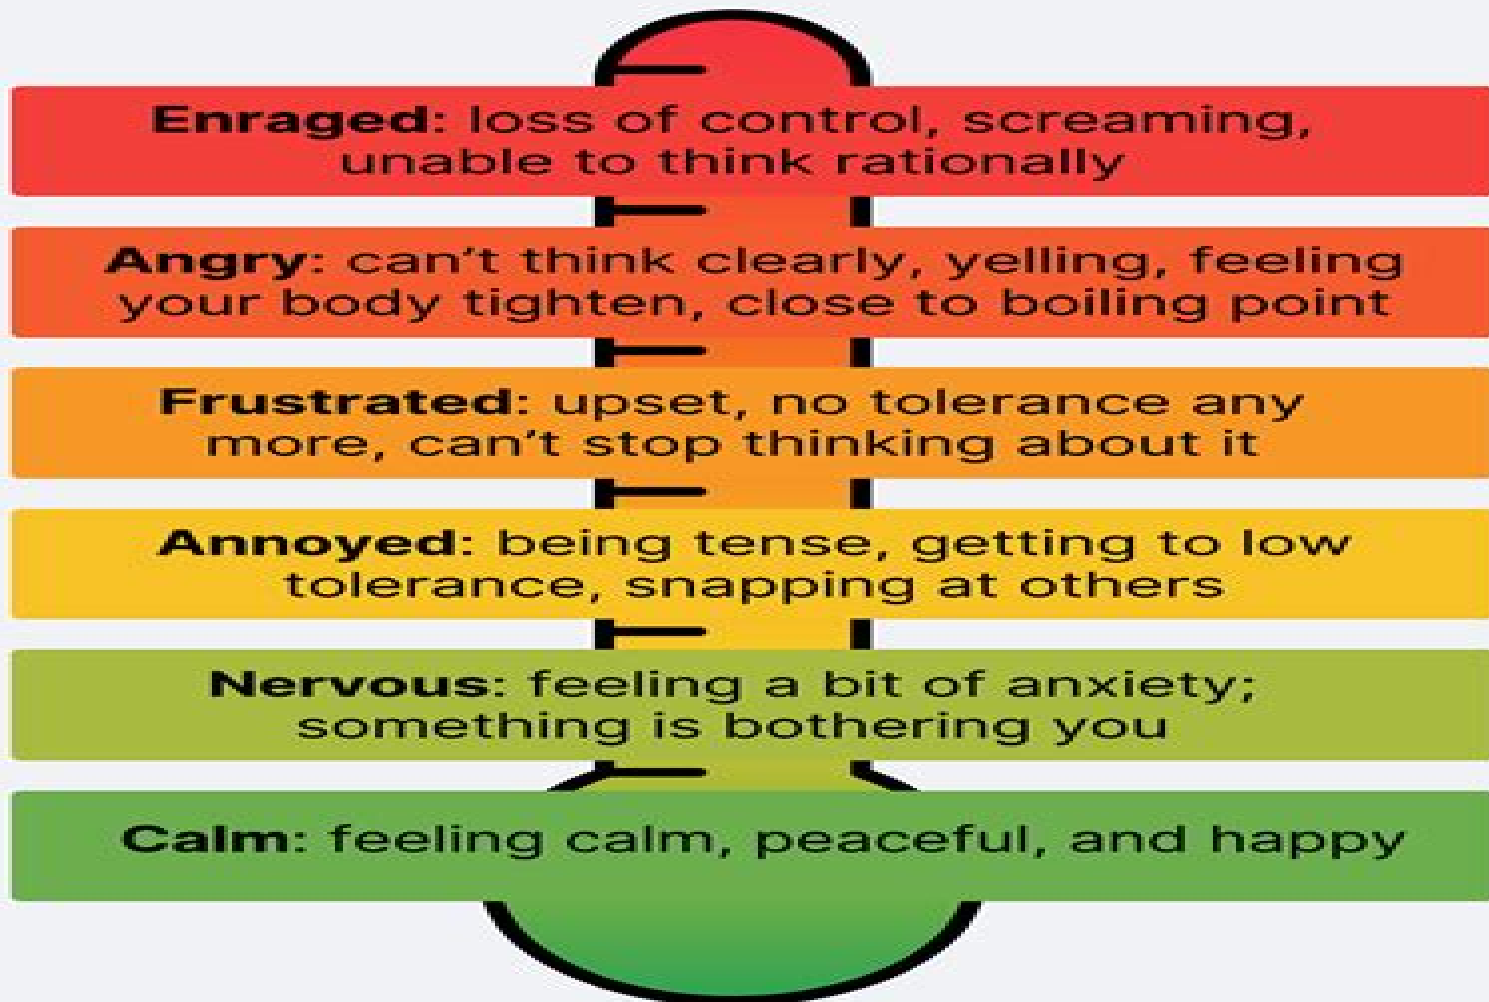 Enraged: loss of control, screaming,
unable to think rationally
Angry: can’t think clearly, yelling, feeling
your body tighten, close to boiling point
Frustrated: upset, no tolerance any
more, can’t stop thinking about it
Annoyed: being tense, getting to low
tolerance, snapping at others
Nervous: feeling a bit of anxiety;
something is bothering you
Calm: feeling calm, peaceful, and happy